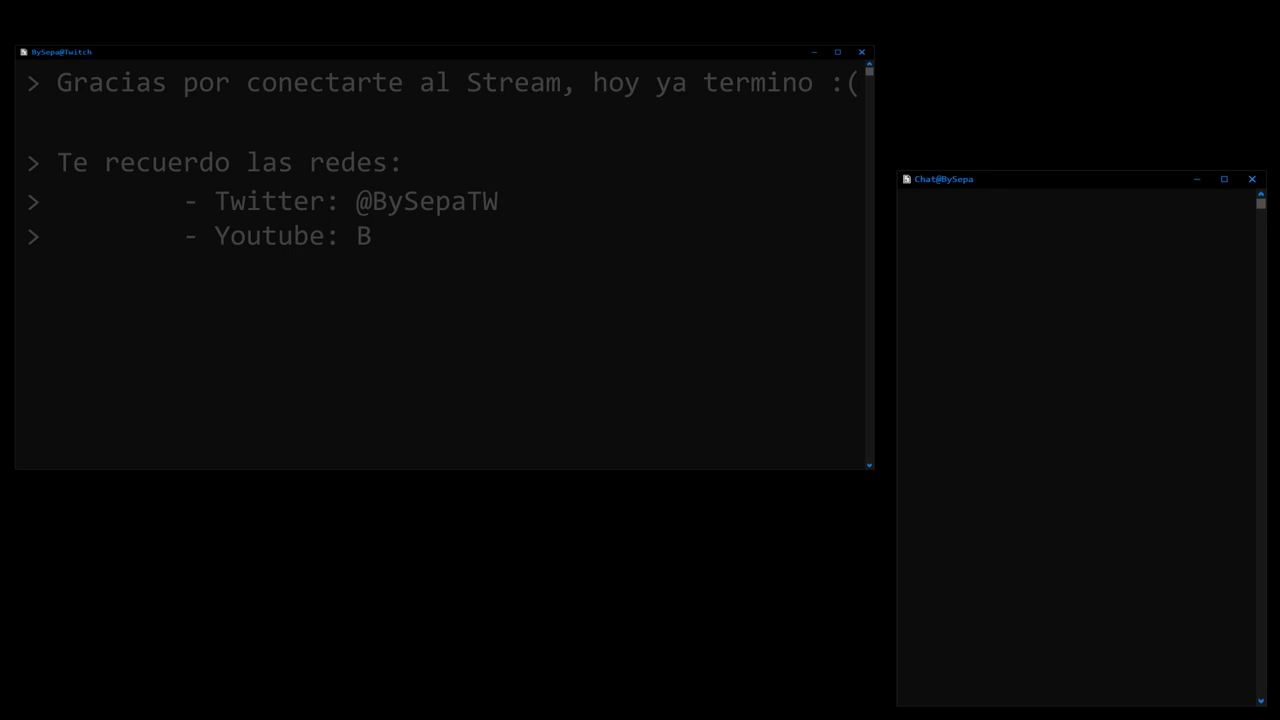 BySepa@Twitch
> Gracias por conectarte al Stream, hoy ya termino :(
> Te recuerdo las redes:
> - Twitter: @BySepaTW
> - Youtube: B
Chat@BySepa